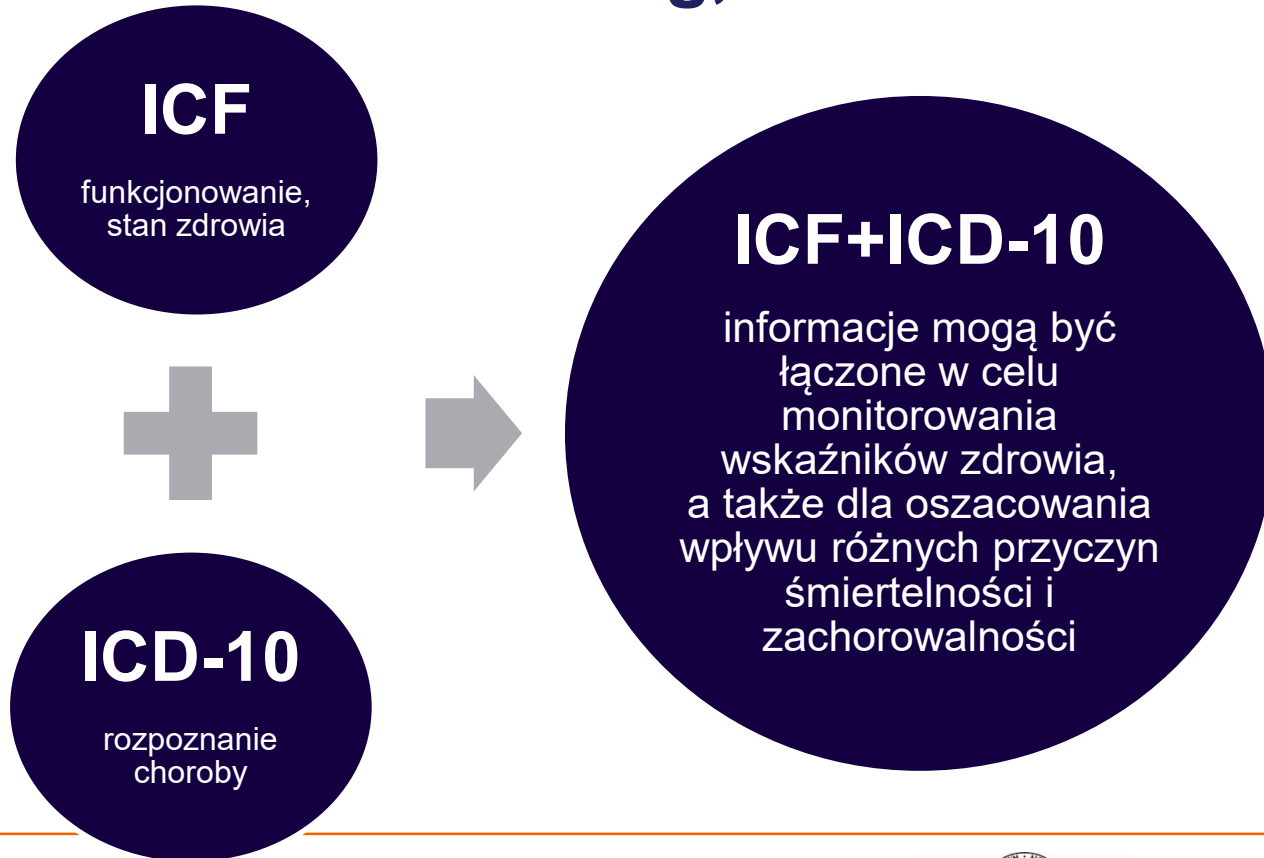 ICF
funkcjonowanie,
stan zdrowia
ICD-10
rozpoznanie
choroby
ICF+ICD-10
informacje mogą być
łączone w celu
monitorowania
wskaźników zdrowia,
a także dla oszacowania
wpływu różnych przyczyn
śmiertelności i
zachorowalności